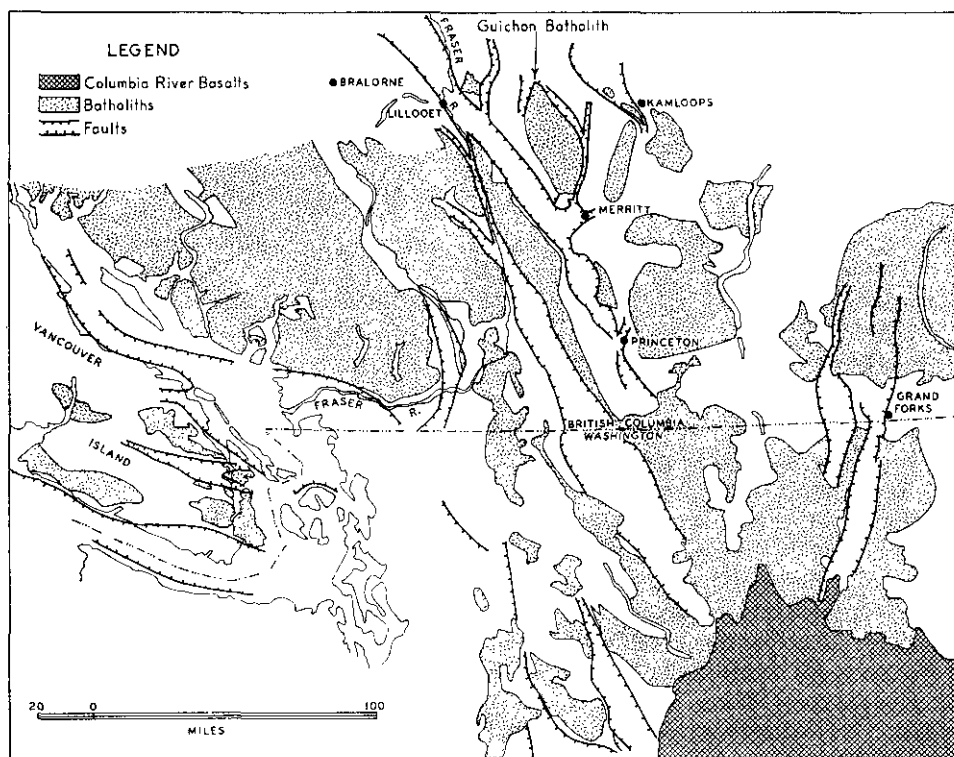 LEGEND
Columbia River Basalts
Batholiths
Faults
Guichon Batholith
FRASER
R.
BRALORNE
LILLOOET
KAMLOOPS
MERRITT
PRINCETON
VANCOUVER
ISLAND
FRASER R.
BRITISH COLUMBIA
WASHINGTON
GRAND
FORKS
20 0 100
MILES